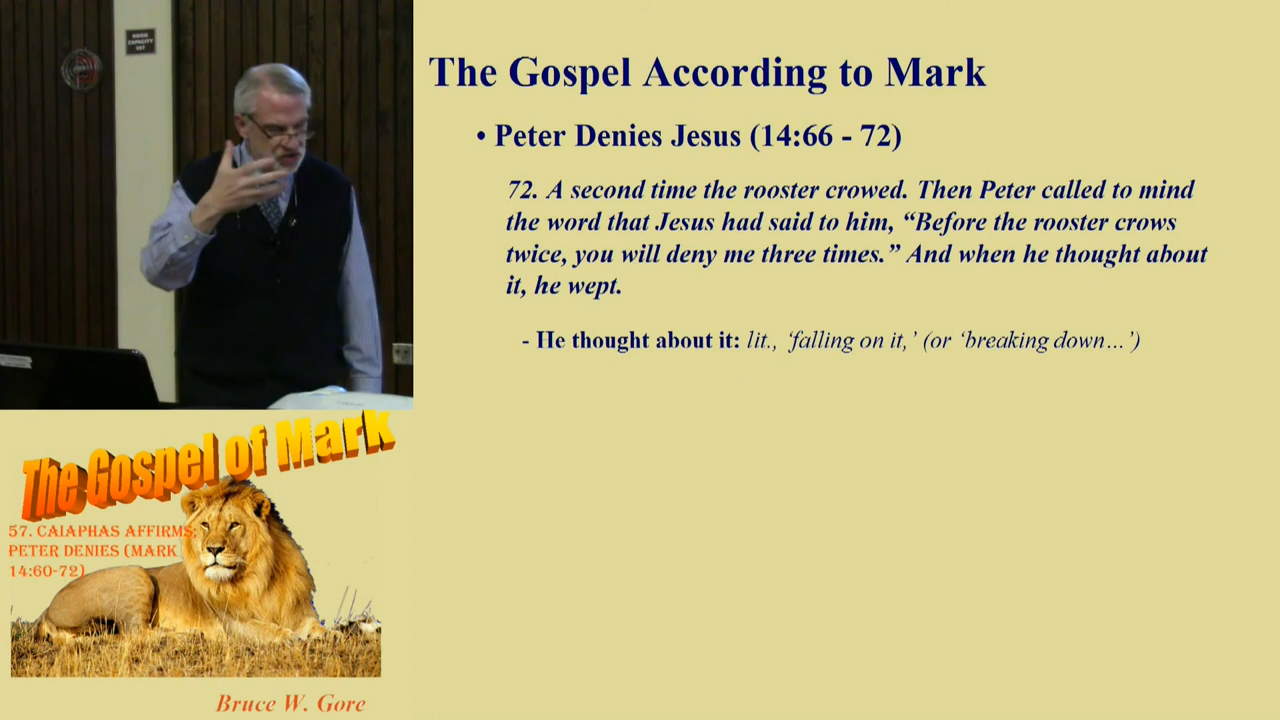 ROOM
CAPACITY
The Gospel According to Mark
• Peter Denies Jesus (14:66 - 72)
72. A second time the rooster crowed. Then Peter called to mind
the word that Jesus had said to him, “Before the rooster crows
twice, you will deny me three times.” And when he thought about
it, he wept.
- He thought about it: lit., ‘falling on it,’ (or ‘breaking down…’)
The Gospel of Mark
57. CAIAPHAS AFFIRMS;
PETER DENIES (MARK
14:60-72)
Bruce W. Gore